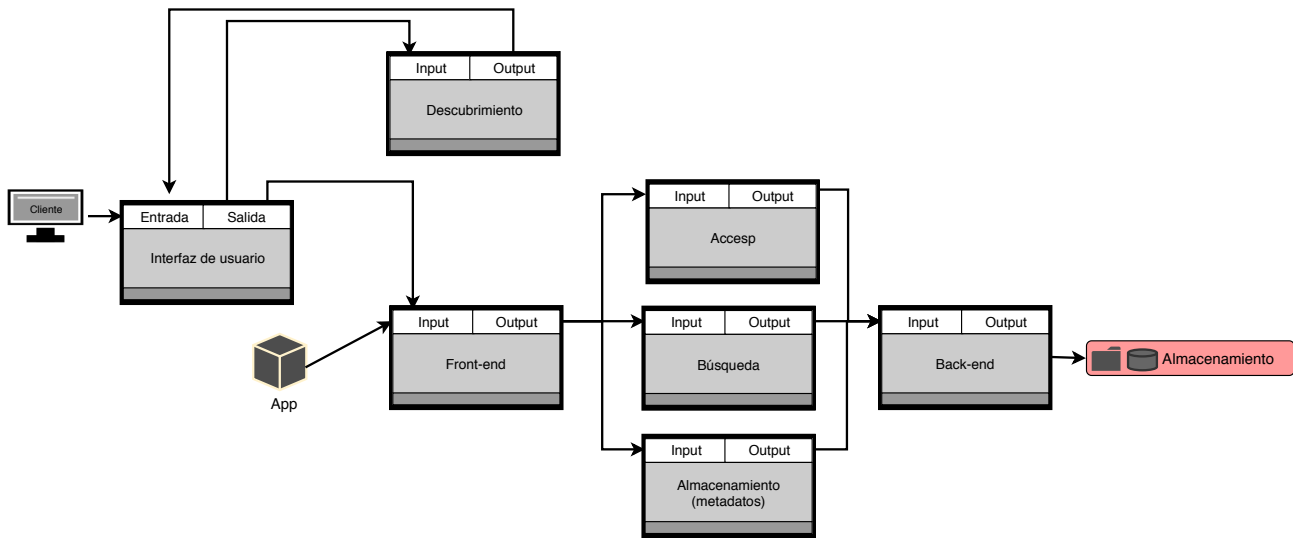 Input Output
Descubrimiento
Cliente
Entrada Salida
Interfaz de usuario
Input Output
Accesp
App
Input Output
Front-end
Input Output
Búsqueda
Input Output
Back-end
Almacenamiento
Input Output
Almacenamiento
(metadatos)